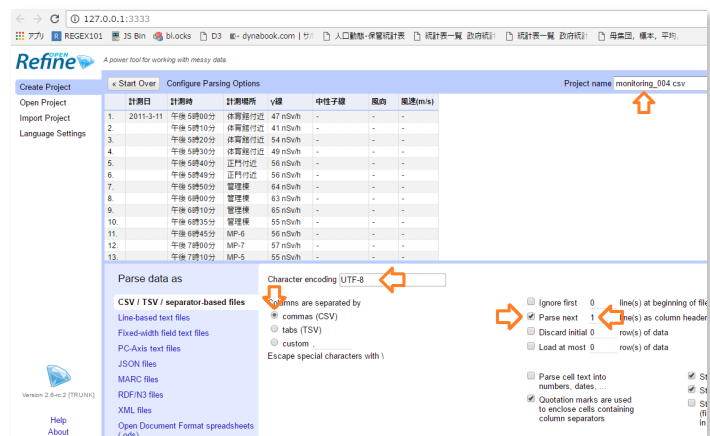 127.0.0.1:3333
アプリ REGEX101 JS Bin bl.ocks D3 dynabook.com | サポ 人口動態-保管統計表 統計表一覧 政府統計 統計表一覧 政府統計 母集団, 標本, 平均,
OPEN
Refine A power tool for working with messy data.
Create Project
Open Project
Import Project
Language Settings
« Start Over Configure Parsing Options Project name monitoring_004 csv
計測日 計測時 計測場所 γ線 中性子線 風向 風速(m/s)
1. 2011-3-11 午後 5時00分 体育館付近 47 nSv/h - - -
2. 午後 5時10分 体育館付近 41 nSv/h - - -
3. 午後 5時20分 体育館付近 54 nSv/h - - -
4. 午後 5時30分 体育館付近 49 nSv/h - - -
5. 午後 5時40分 正門付近 56 nSv/h - - -
6. 午後 5時49分 正門付近 56 nSv/h - - -
7. 午後 5時50分 管理棟 64 nSv/h - - -
8. 午後 6時00分 管理棟 63 nSv/h - - -
9. 午後 6時10分 管理棟 65 nSv/h - - -
10. 午後 6時35分 管理棟 55 nSv/h - - -
11. 午後 6時45分 MP-6 56 nSv/h - - -
12. 午後 7時00分 MP-7 57 nSv/h - - -
13. 午後 7時10分 MP-5 55 nSv/h - - -
Parse data as
CSV / TSV / separator-based files
Line-based text files
Fixed-width field text files
PC-Axis text files
JSON files
MARC files
RDF/N3 files
XML files
Open Document Format spreadsheets
(.ods)
Character encoding UTF-8
Columns are separated by
commas (CSV)
tabs (TSV)
custom ,
Escape special characters with \
Ignore first 0 line(s) at beginning of file
Parse next 1 line(s) as column header
Discard initial 0 row(s) of data
Load at most 0 row(s) of data
Parse cell text into
numbers, dates, ...
Quotation marks are used
to enclose cells containing
column separators
St
St
St
(fi
in
Version 2.6-rc.2 [TRUNK]
Help
About